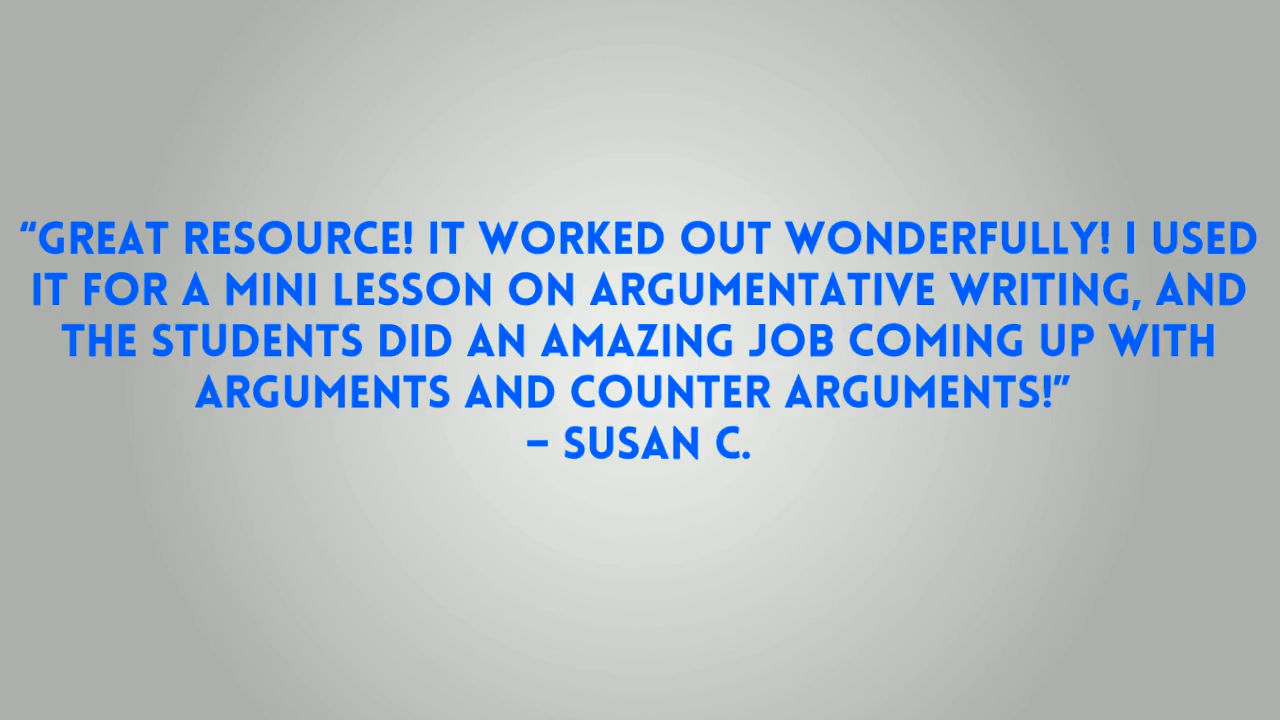 “GREAT RESOURCE! IT WORKED OUT WONDERFULLY! I USED
IT FOR A MINI LESSON ON ARGUMENTATIVE WRITING, AND
THE STUDENTS DID AN AMAZING JOB COMING UP WITH
ARGUMENTS AND COUNTER ARGUMENTS!”
– SUSAN C.